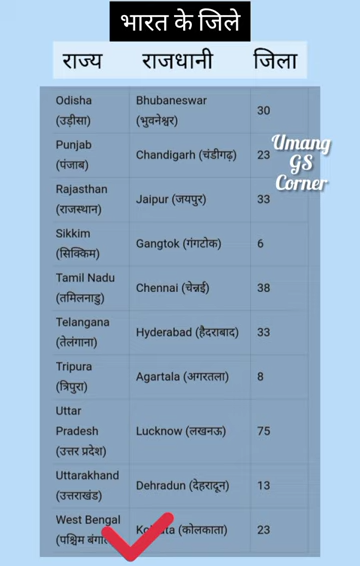 भारत के जिले
राज्य राजधानी जिला
Odisha Bhubaneswar
(उड़ीसा) (भुवनेश्वर) 30
Punjab
(पंजाब) Chandigarh (चंडीगढ़) 23
Umang
GS
Corner
Rajasthan
(राजस्थान) Jaipur (जयपुर) 33
Sikkim
(सिक्किम) Gangtok (गंगटोक) 6
Tamil Nadu
(तमिलनाडु) Chennai (चेन्नई) 38
Telangana
(तेलंगाना) Hyderabad (हैदराबाद) 33
Tripura
(त्रिपुरा) Agartala (अगरतला) 8
Uttar
Pradesh
(उत्तर प्रदेश) Lucknow (लखनऊ) 75
Uttarakhand
(उत्तराखंड) Dehradun (देहरादून) 13
West Bengal
(पश्चिम (कोलकाता) 23